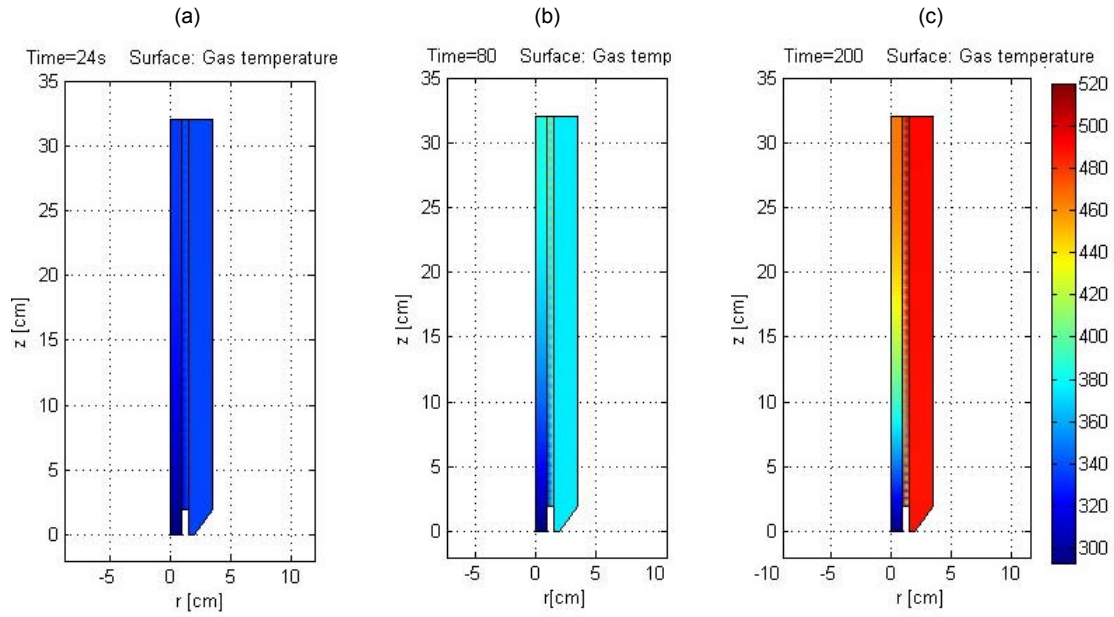 (a)
(b)
(c)
Time=24s Surface: Gas temperature
Time=80 Surface: Gas temp
Time=200 Surface: Gas temperature
35
30
25
20
15
10
5
0
z [cm]
-5 0 5 10
r [cm]
35
30
25
20
15
10
5
0
z [cm]
-5 0 5 10
r[cm]
35
30
25
20
15
10
5
0
z [cm]
-10 -5 0 5 10
r [cm]
520
500
480
460
440
420
400
380
360
340
320
300